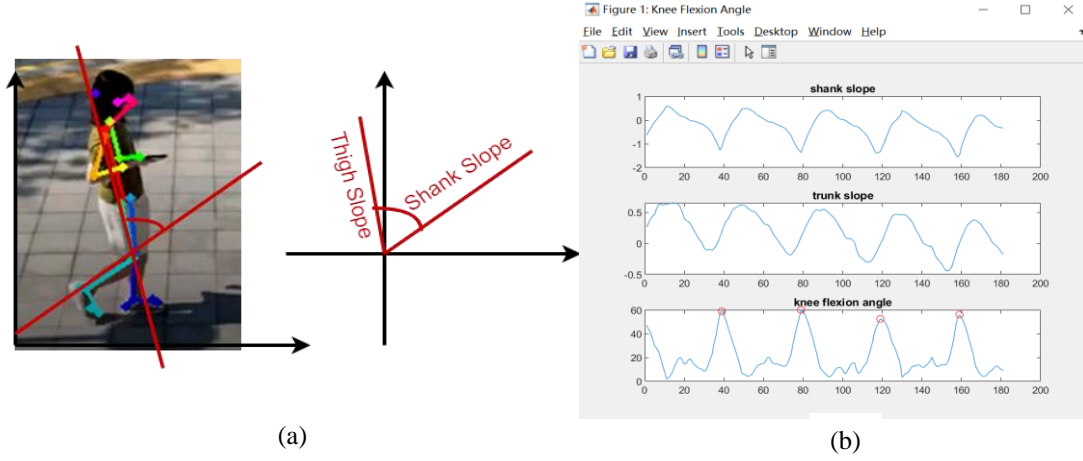 Thigh Slope
Shank Slope
(a)
Figure 1: Knee Flexion Angle
File Edit View Insert Tools Desktop Window Help
shank slope
1
0
-1
-2
0 20 40 60 80 100 120 140 160 180 200
trunk slope
0.5
0
-0.5
0 20 40 60 80 100 120 140 160 180 200
knee flexion angle
60
40
20
0
0 20 40 60 80 100 120 140 160 180 200
(b)